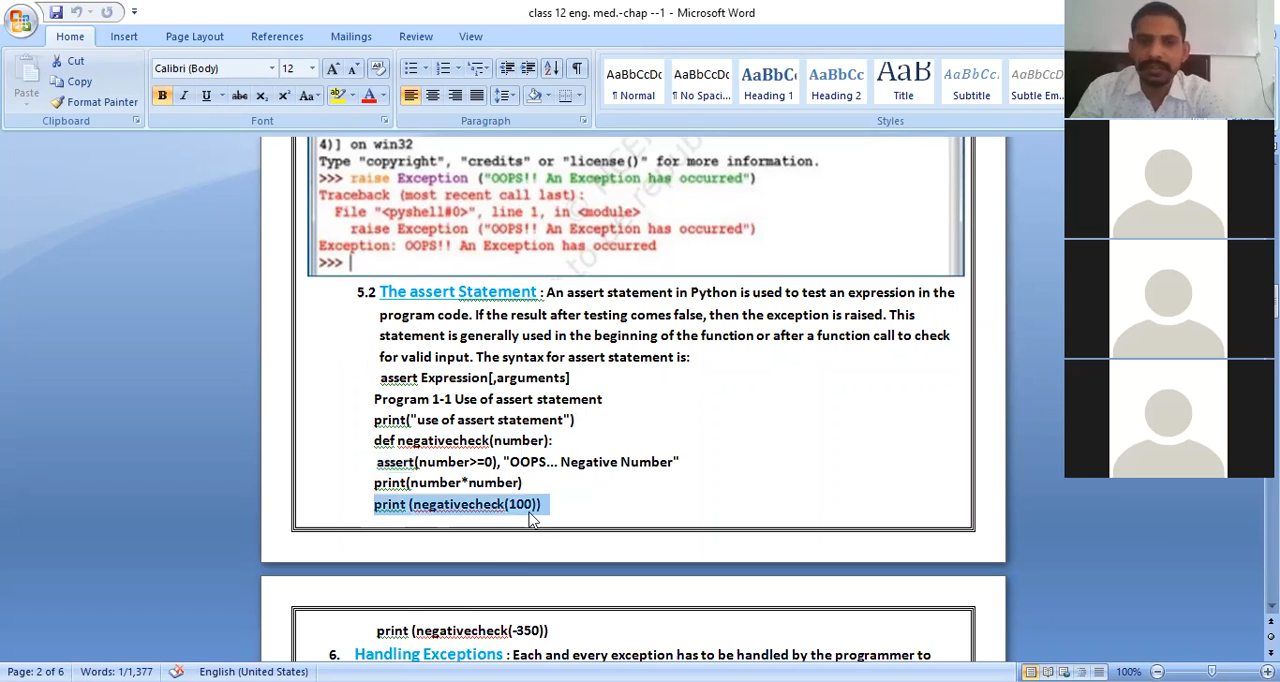 class 12 eng. med.-chap --1 - Microsoft Word
Home Insert Page Layout References Mailings Review View
Paste
Cut
Copy
Format Painter
Clipboard
Calibri (Body) 12
Font
Paragraph
AaBbCcDc AaBbCcDc AaBbC AaBbCc AaB AaBbCc AaBbCcDc
¶ Normal ¶ No Spaci... Heading 1 Heading 2 Title Subtitle Subtle Em...
Styles
4)] on win32
Type "copyright", "credits" or "license()" for more information.
>>> raise Exception ("OOPS!! An Exception has occurred")
Traceback (most recent call last):
File "<pyshell#0>", line 1, in <module>
raise Exception ("OOPS!! An Exception has occurred")
Exception: OOPS!! An Exception has occurred
>>>
5.2 The assert Statement : An assert statement in Python is used to test an expression in the
program code. If the result after testing comes false, then the exception is raised. This
statement is generally used in the beginning of the function or after a function call to check
for valid input. The syntax for assert statement is:
assert Expression[,arguments]
Program 1-1 Use of assert statement
print("use of assert statement")
def negativecheck(number):
assert(number>=0), "OOPS... Negative Number"
print(number*number)
print (negativecheck(100))
print (negativecheck(-350))
6. Handling Exceptions : Each and every exception has to be handled by the programmer to
Page: 2 of 6 Words: 1/1,377 English (United States) 100%